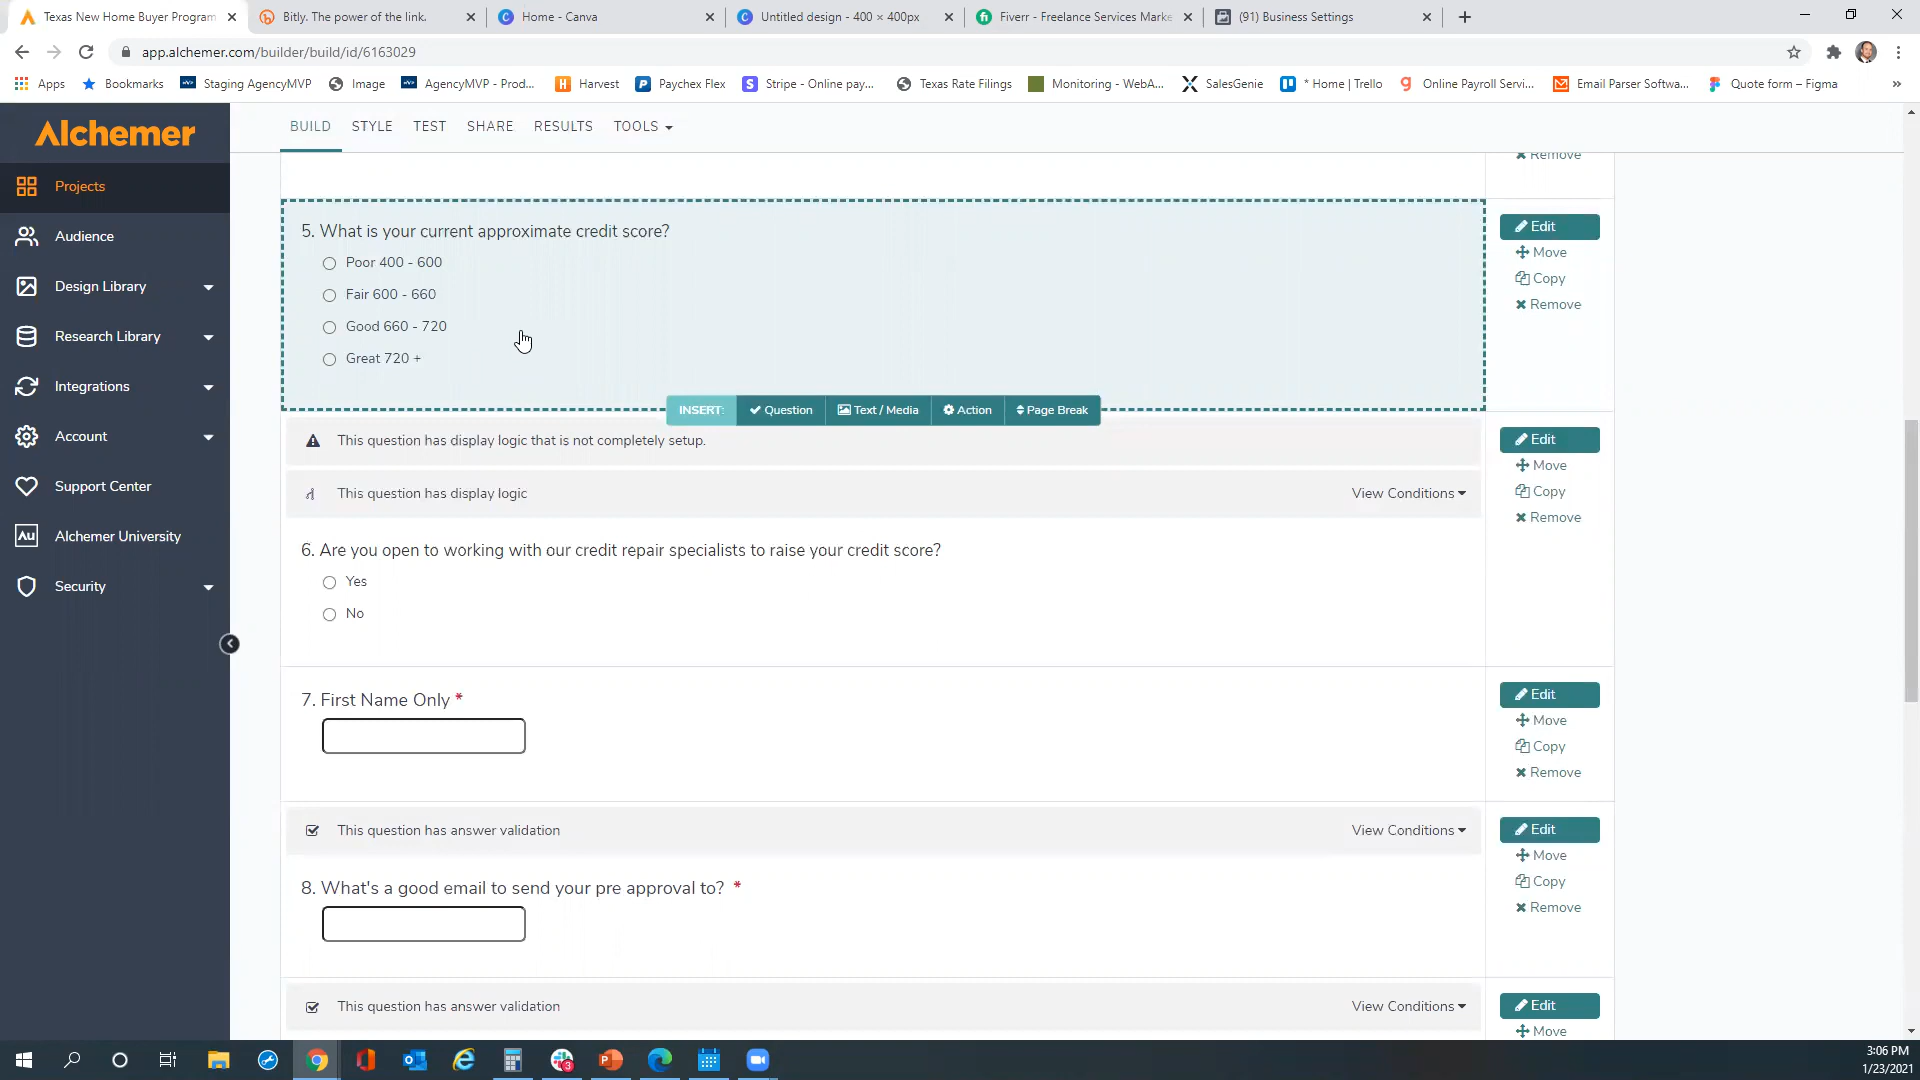 Texas New Home Buyer Program
Bitly. The power of the link.
Home - Canva
Untitled design - 400 × 400px
Fiverr - Freelance Services Marke
(91) Business Settings
app.alchemer.com/builder/build/id/6163029
Apps
Bookmarks
Staging AgencyMVP
Image
AgencyMVP - Prod...
Harvest
Paychex Flex
Stripe - Online pay...
Texas Rate Filings
Monitoring - WebA...
SalesGenie
* Home | Trello
Online Payroll Servi...
Email Parser Softwa...
Quote form – Figma
Alchemer
BUILD
STYLE
TEST
SHARE
RESULTS
TOOLS
Projects
Audience
Design Library
Research Library
Integrations
Account
Support Center
Au
Alchemer University
Security
Remove
5. What is your current approximate credit score?
Poor 400 - 600
Fair 600 - 660
Good 660 - 720
Great 720 +
Edit
Move
Copy
Remove
INSERT:
Question
Text / Media
Action
Page Break
This question has display logic that is not completely setup.
This question has display logic
View Conditions
6. Are you open to working with our credit repair specialists to raise your credit score?
Yes
No
Edit
Move
Copy
Remove
7. First Name Only *
Edit
Move
Copy
Remove
This question has answer validation
View Conditions
8. What's a good email to send your pre approval to? *
Edit
Move
Copy
Remove
This question has answer validation
View Conditions
Edit
Move
3:06 PM
1/23/2021